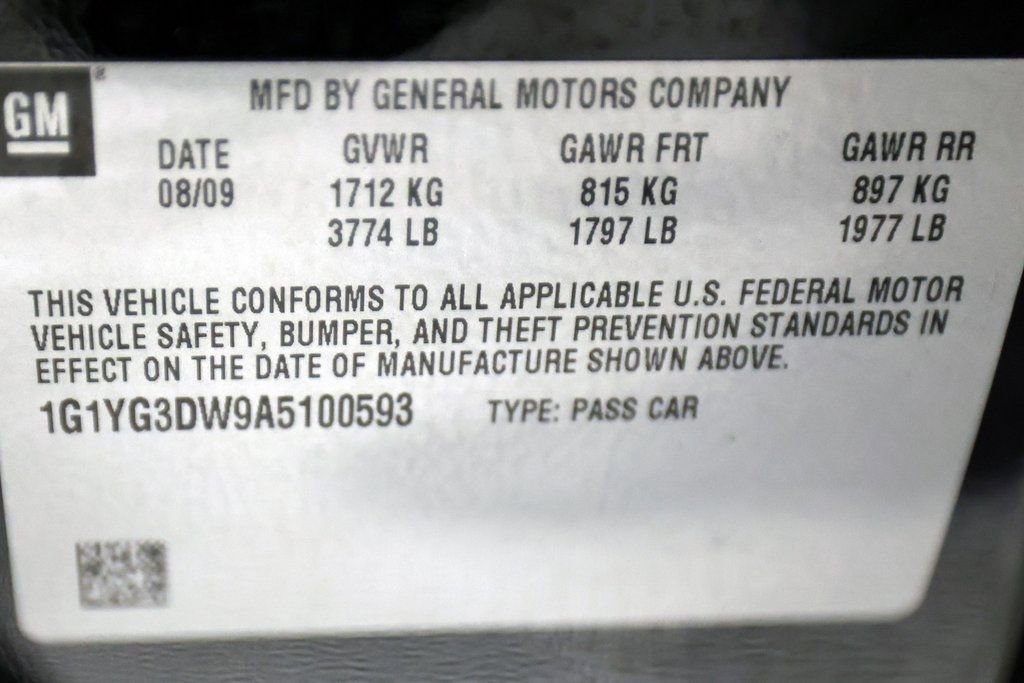 GM®
MFD BY GENERAL MOTORS COMPANY
DATE GVWR GAWR FRT GAWR RR
08/09 1712 KG 815 KG 897 KG
3774 LB 1797 LB 1977 LB
THIS VEHICLE CONFORMS TO ALL APPLICABLE U.S. FEDERAL MOTOR
VEHICLE SAFETY, BUMPER, AND THEFT PREVENTION STANDARDS IN
EFFECT ON THE DATE OF MANUFACTURE SHOWN ABOVE.
1G1YG3DW9A5100593 TYPE: PASS CAR